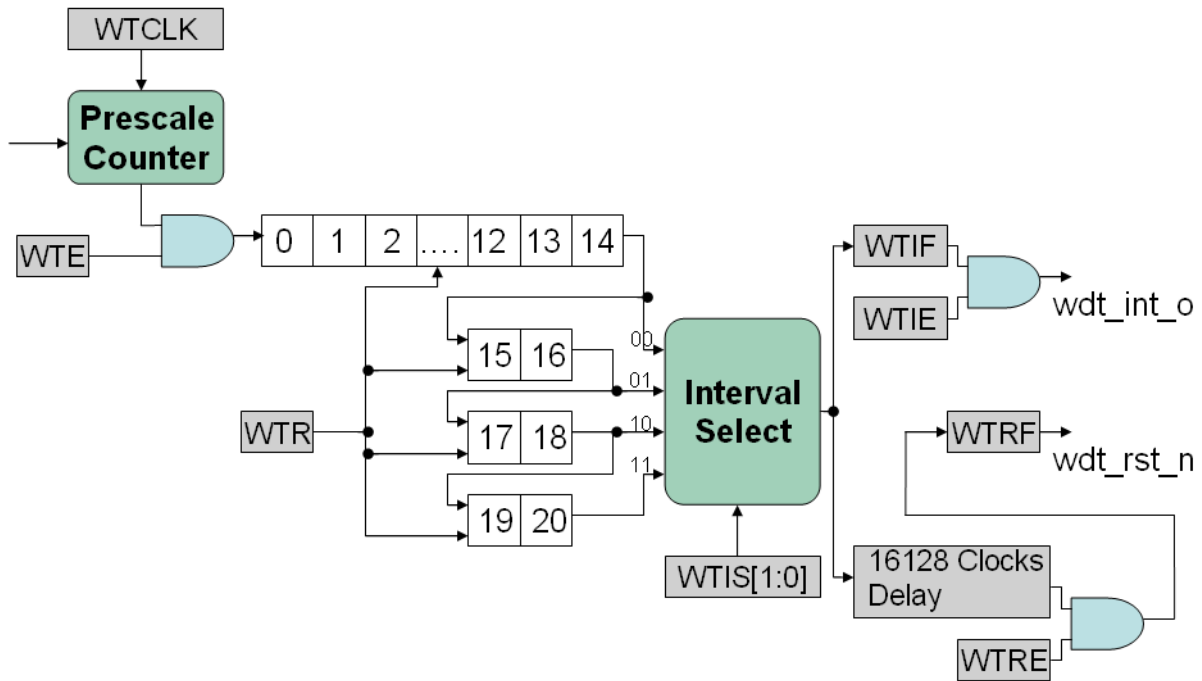 WTCLK
Prescale
Counter
WTE
0 1 2 .... 12 13 14
WTIF
WTIE
wdt_int_o
00
15 16
01
Interval
Select
WTR
17 18
10
11
19 20
WTRF
wdt_rst_n
WTIS[1:0]
16128 Clocks
Delay
WTRE